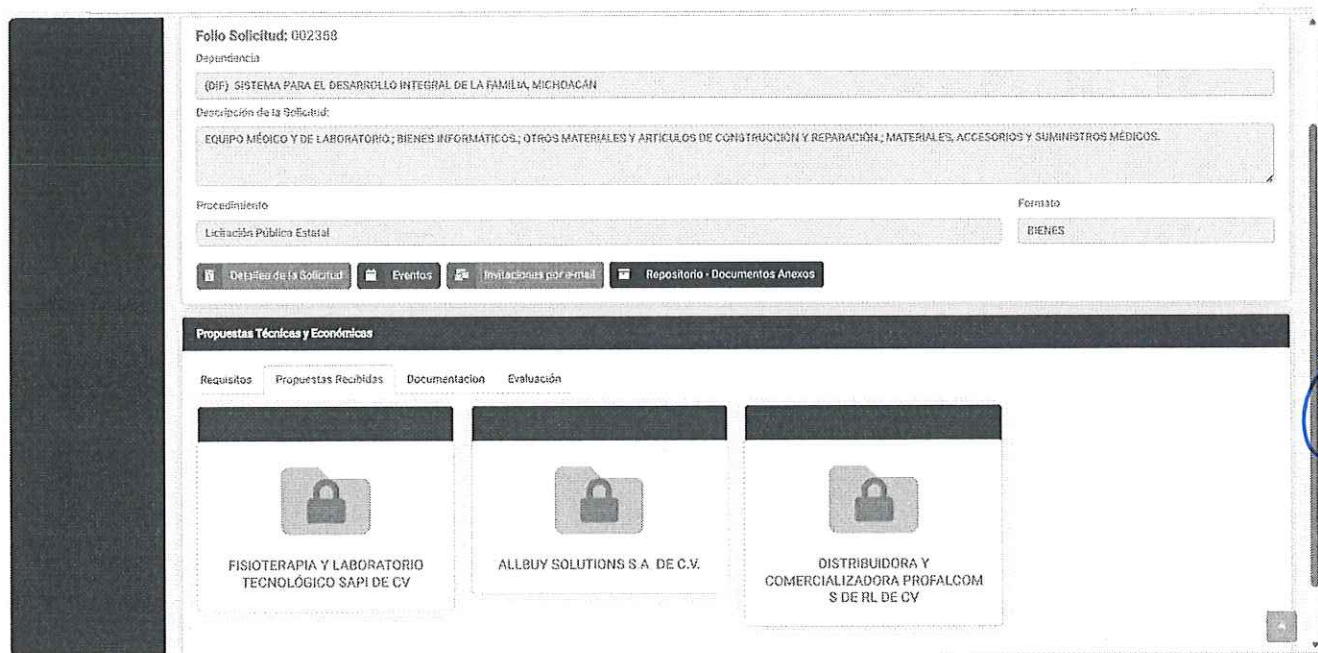 Folio Solicitud: 002368
Dependencia
(DIF) SISTEMA PARA EL DESARROLLO INTEGRAL DE LA FAMILIA, MICHOACÁN
Descripción de la Solicitud:
EQUIPO MÉDICO Y DE LABORATORIO.; BIENES INFORMÁTICOS.; OTROS MATERIALES Y ARTÍCULOS DE CONSTRUCCIÓN Y REPARACIÓN.; MATERIALES, ACCESORIOS Y SUMINISTROS MÉDICOS.
Procedimiento
Formato
Licitación Pública Estatal
BIENES
Detalles de la Solicitud
Eventos
Invitaciones por e-mail
Repositorio - Documentos Anexos
Propuestas Técnicas y Económicas
Requisitos
Propuestas Recibidas
Documentacion
Evaluación
FISIOTERAPIA Y LABORATORIO
TECNOLÓGICO SAPI DE CV
ALLBUY SOLUTIONS S.A. DE C.V.
DISTRIBUIDORA Y
COMERCIALIZADORA PROFALCOM
S DE RL DE CV